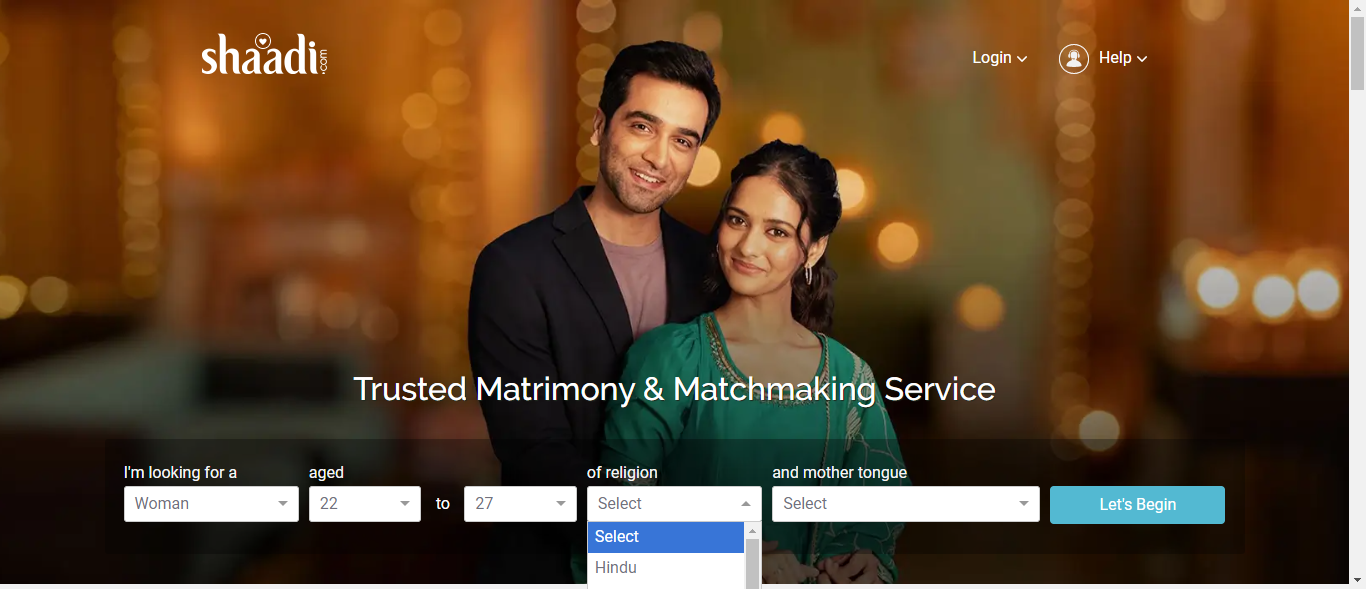 shaadi.com
Login
Help
Trusted Matrimony & Matchmaking Service
I'm looking for a
aged
of religion
and mother tongue
Woman
22
to
27
Select
Select
Let's Begin
Select
Hindu